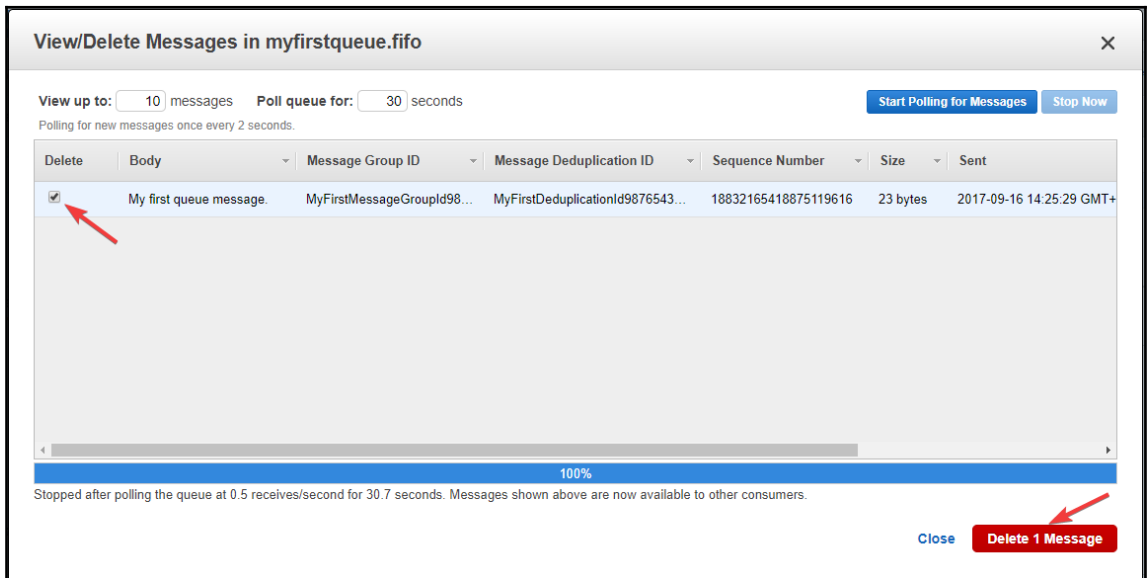 View/Delete Messages in myfirstqueue.fifo
View up to: 10 messages Poll queue for: 30 seconds Start Polling for Messages Stop Now
Polling for new messages once every 2 seconds.
Delete Body Message Group ID Message Deduplication ID Sequence Number Size Sent
My first queue message. MyFirstMessageGroupId98... MyFirstDeduplicationId9876543... 18832165418875119616 23 bytes 2017-09-16 14:25:29 GMT+
100%
Stopped after polling the queue at 0.5 receives/second for 30.7 seconds. Messages shown above are now available to other consumers.
Close Delete 1 Message